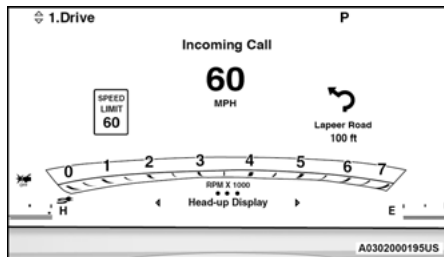 1.Drive
P
Incoming Call
60
MPH
SPEED
LIMIT
60
Lapeer Road
100 ft
0 1 2 3 4 5 6 7
RPM X 1000
OFF
H
Head-up Display
E
A0302000195US